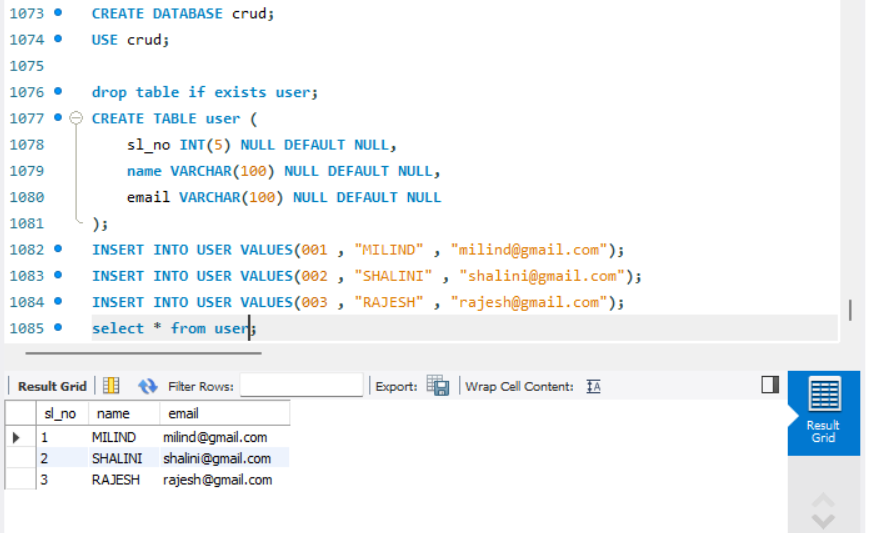 1073 CREATE DATABASE crud;
1074 USE crud;
1075
1076 drop table if exists user;
1077 CREATE TABLE user (
1078 sl_no INT(5) NULL DEFAULT NULL,
1079 name VARCHAR(100) NULL DEFAULT NULL,
1080 email VARCHAR(100) NULL DEFAULT NULL
1081 );
1082 INSERT INTO USER VALUES(001 , "MILIND" , "milind@gmail.com");
1083 INSERT INTO USER VALUES(002 , "SHALINI" , "shalini@gmail.com");
1084 INSERT INTO USER VALUES(003 , "RAJESH" , "rajesh@gmail.com");
1085 select * from user;
Result Grid Filter Rows: Export: Wrap Cell Content: IA
sl_no name email
1 MILIND milind@gmail.com
2 SHALINI shalini@gmail.com
3 RAJESH rajesh@gmail.com
Result
Grid